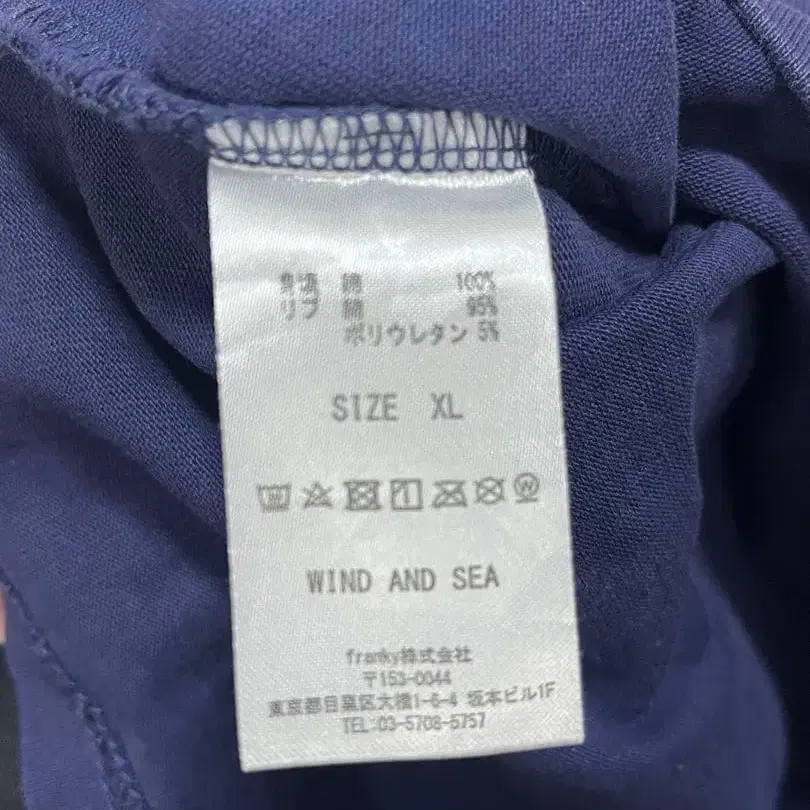 身頃 綿 100%
リブ 綿 95%
ポリウレタン 5%
SIZE XL
WIND AND SEA
franky株式会社
〒153-0044
東京都目黒区大橋1-6-4 坂本ビル1F
TEL:03-5708-5757